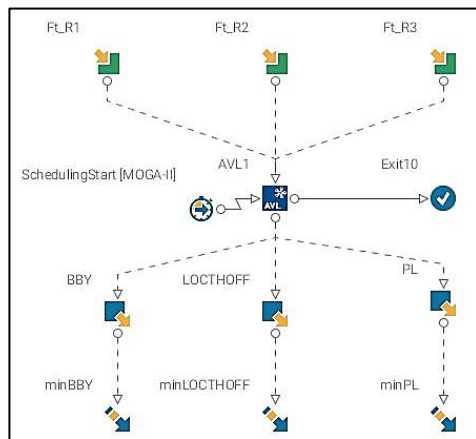 Ft_R1 Ft_R2 Ft_R3
AVL1 Exit10
SchedulingStart [MOGA-II]
AVL
BBY LOCTHOFF PL
minBBY minLOCTHOFF minPL